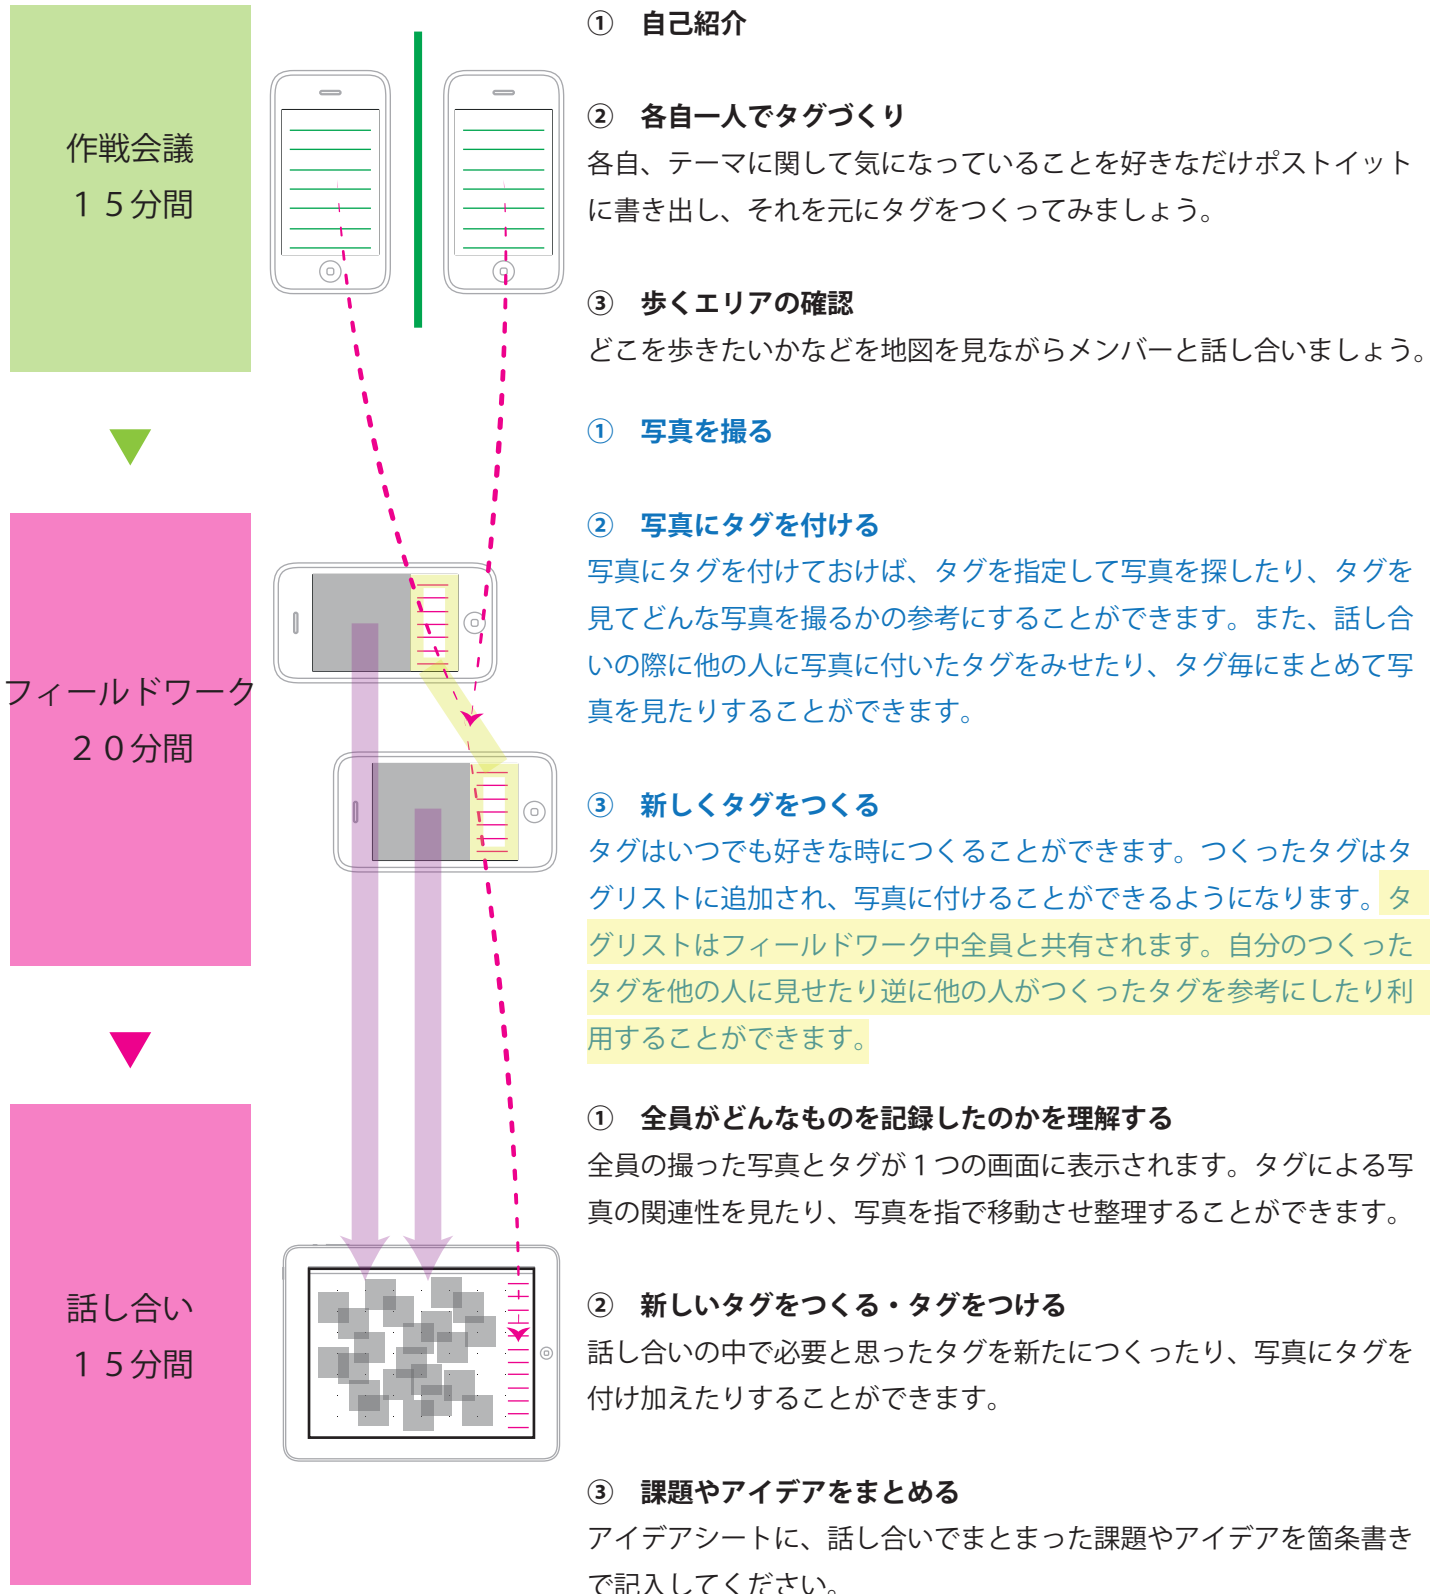 作戦会議
１５分間
① 自己紹介
② 各自一人でタグづくり
各自、テーマに関して気になっていることを好きなだけポストイット
に書き出し、それを元にタグをつくってみましょう。
③ 歩くエリアの確認
どこを歩きたいかなどを地図を見ながらメンバーと話し合いましょう。
フィールドワーク
２０分間
① 写真を撮る
② 写真にタグを付ける
写真にタグを付けておけば、タグを指定して写真を探したり、タグを
見てどんな写真を撮るかの参考にすることができます。また、話し合
いの際に他の人に写真に付いたタグをみせたり、タグ毎にまとめて写
真を見たりすることができます。
③ 新しくタグをつくる
タグはいつでも好きな時につくることができます。つくったタグはタ
グリストに追加され、写真に付けることができるようになります。タ
グリストはフィールドワーク中全員と共有されます。自分のつくった
タグを他の人に見せたり逆に他の人がつくったタグを参考にしたり利
用することができます。
話し合い
１５分間
① 全員がどんなものを記録したのかを理解する
全員の撮った写真とタグが１つの画面に表示されます。タグによる写
真の関連性を見たり、写真を指で移動させ整理することができます。
② 新しいタグをつくる・タグをつける
話し合いの中で必要と思ったタグを新たにつくったり、写真にタグを
付け加えたりすることができます。
③ 課題やアイデアをまとめる
アイデアシートに、話し合いでまとまった課題やアイデアを箇条書き
で記入してください。